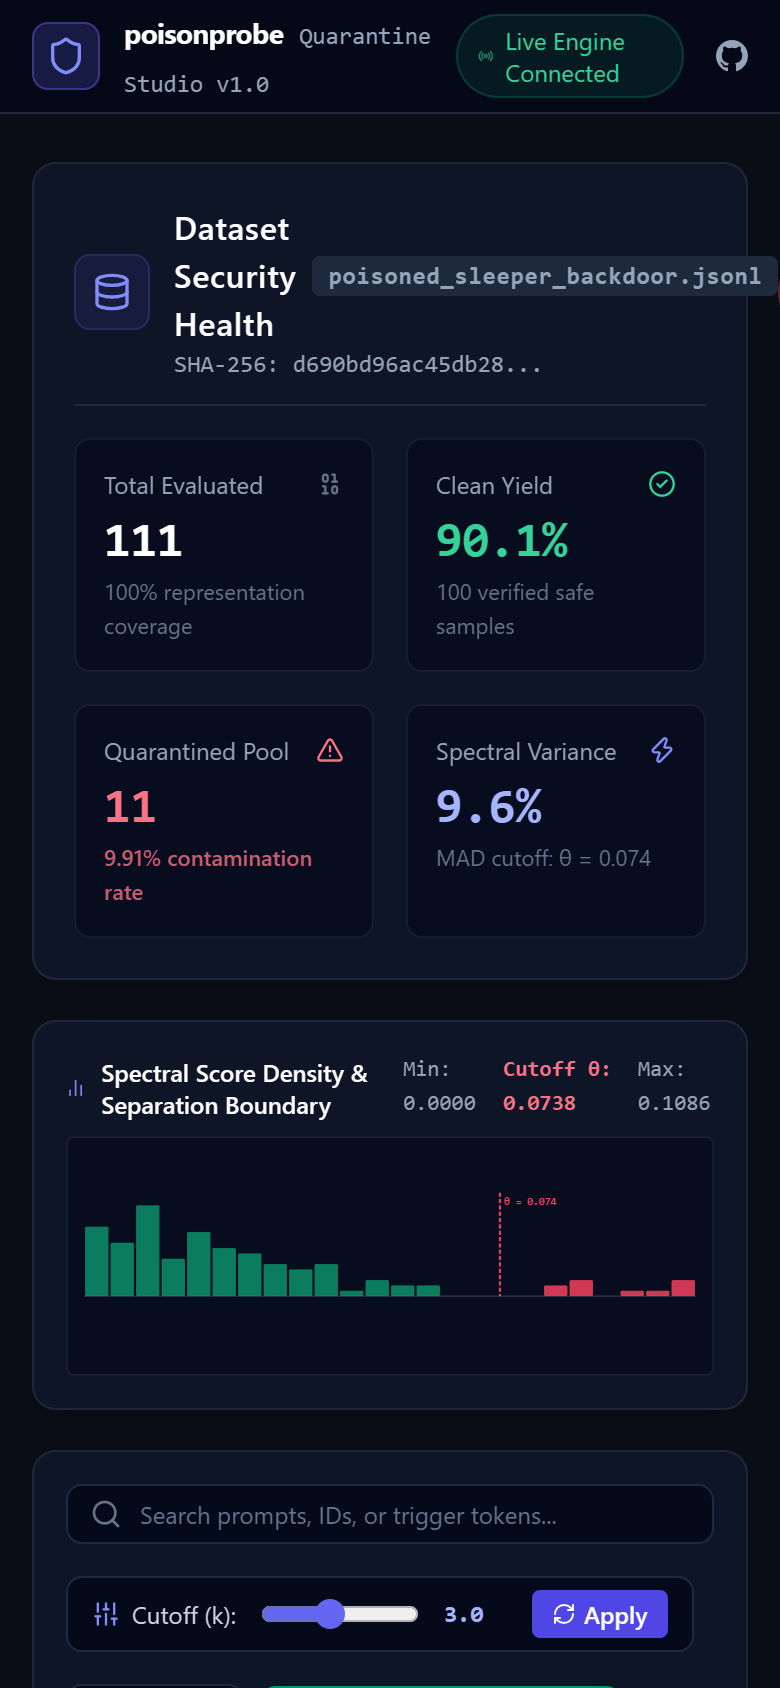 poisonprobe Quarantine
Studio v1.0
Live Engine
Connected
Dataset
Security
Health
poisoned_sleeper_backdoor.jsonl
SHA-256: d690bd96ac45db28...
Total Evaluated
111
100% representation
coverage
Clean Yield
90.1%
100 verified safe
samples
Quarantined Pool
11
9.91% contamination
rate
Spectral Variance
9.6%
MAD cutoff: θ = 0.074
Spectral Score Density &
Separation Boundary
Min:
0.0000
Cutoff θ:
0.0738
Max:
0.1086
θ = 0.074
Search prompts, IDs, or trigger tokens...
Cutoff (k):
3.0
Apply